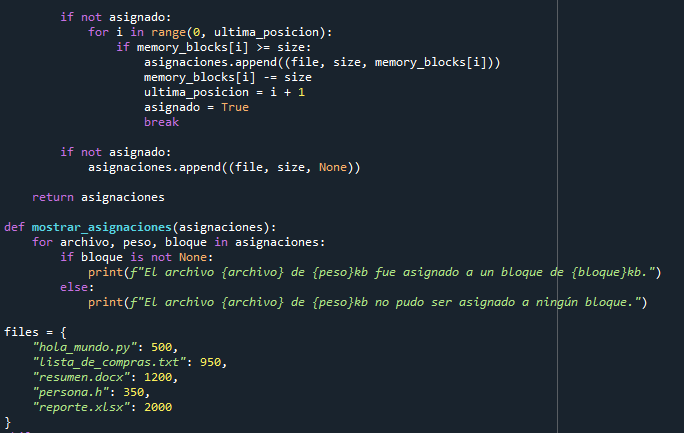 if not asignado:
for i in range(0, ultima_posicion):
if memory_blocks[i] >= size:
asignaciones.append((file, size, memory_blocks[i]))
memory_blocks[i] -= size
ultima_posicion = i + 1
asignado = True
break
if not asignado:
asignaciones.append((file, size, None))
return asignaciones
def mostrar_asignaciones(asignaciones):
for archivo, peso, bloque in asignaciones:
if bloque is not None:
print(f"El archivo {archivo} de {peso}kb fue asignado a un bloque de {bloque}kb.")
else:
print(f"El archivo {archivo} de {peso}kb no pudo ser asignado a ningún bloque.")
files = {
"hola_mundo.py": 500,
"lista_de_compras.txt": 950,
"resumen.docx": 1200,
"persona.h": 350,
"reporte.xlsx": 2000
}